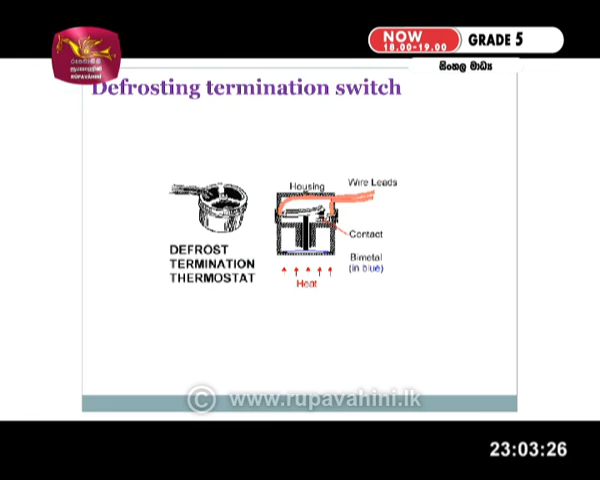 NOW
18.00-19.00
GRADE 5
සිංහල මාධ්‍ය
Defrosting termination switch
Housing
Wire Leads
Contact
DEFROST
TERMINATION
THERMOSTAT
Bimetal
(in blue)
Heat
© www.rupavahini.lk
23:03:26